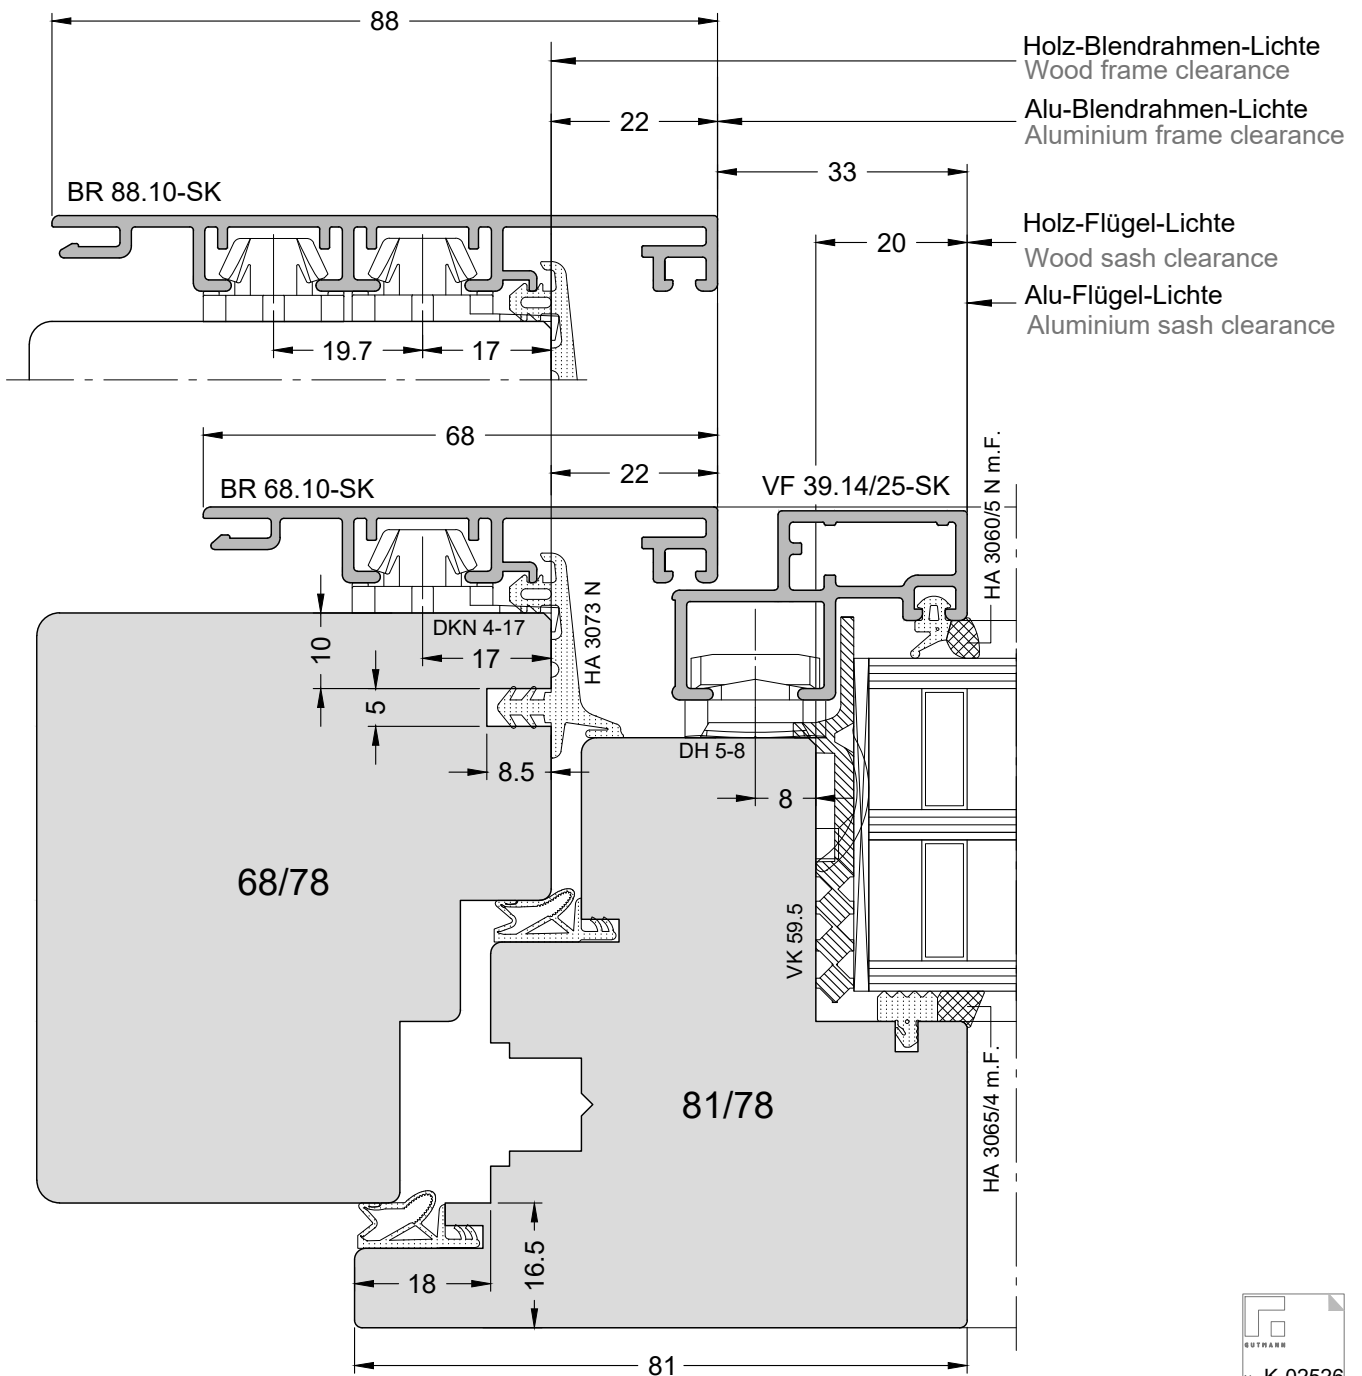 88
Holz-Blendrahmen-Lichte
Wood frame clearance
22
Alu-Blendrahmen-Lichte
Aluminium frame clearance
33
BR 88.10-SK
Holz-Flügel-Lichte
20
Wood sash clearance
Alu-Flügel-Lichte
Aluminium sash clearance
19.7
17
68
22
BR 68.10-SK
VF 39.14/25-SK
HA 3060/5 N m.F.
HA 3073 N
DKN 4-17
10
17
5
DH 5-8
8.5
8
68/78
VK 59.5
81/78
HA 3065/4 m.F.
16.5
18
81
GUTMANN
K-02526